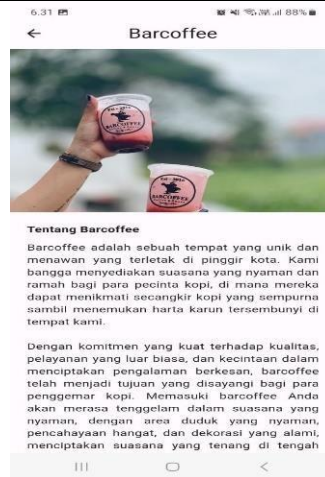 6.31
88%
Barcoffee
BARCOFFEE
BARCOFFEE
Tentang Barcoffee
Barcoffee adalah sebuah tempat yang unik dan
menawan yang terletak di pinggir kota. Kami
bangga menyediakan suasana yang nyaman dan
ramah bagi para pecinta kopi, di mana mereka
dapat menikmati secangkir kopi yang sempurna
sambil menemukan harta karun tersembunyi di
tempat kami.
Dengan komitmen yang kuat terhadap kualitas,
pelayanan yang luar biasa, dan kecintaan dalam
menciptakan pengalaman berkesan, barcoffee
telah menjadi tujuan yang disayangi bagi para
penggemar kopi. Memasuki barcoffee Anda
akan merasa tenggelam dalam suasana yang
nyaman, dengan area duduk yang nyaman,
pencahayaan hangat, dan dekorasi yang alami,
menciptakan suasana yang tenang di tengah